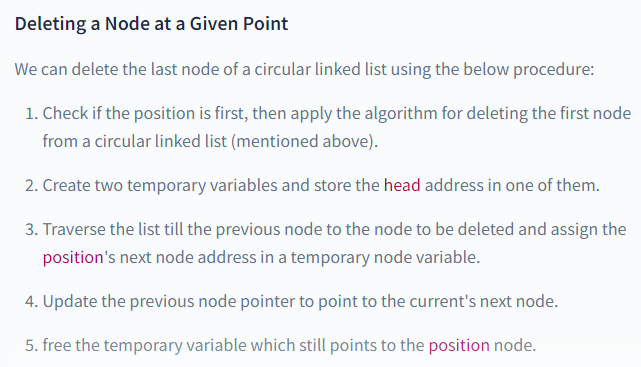 Deleting a Node at a Given Point
We can delete the last node of a circular linked list using the below procedure:
1. Check if the position is first, then apply the algorithm for deleting the first node
from a circular linked list (mentioned above).
2. Create two temporary variables and store the head address in one of them.
3. Traverse the list till the previous node to the node to be deleted and assign the
position's next node address in a temporary node variable.
4. Update the previous node pointer to point to the current's next node.
5. free the temporary variable which still points to the position node.